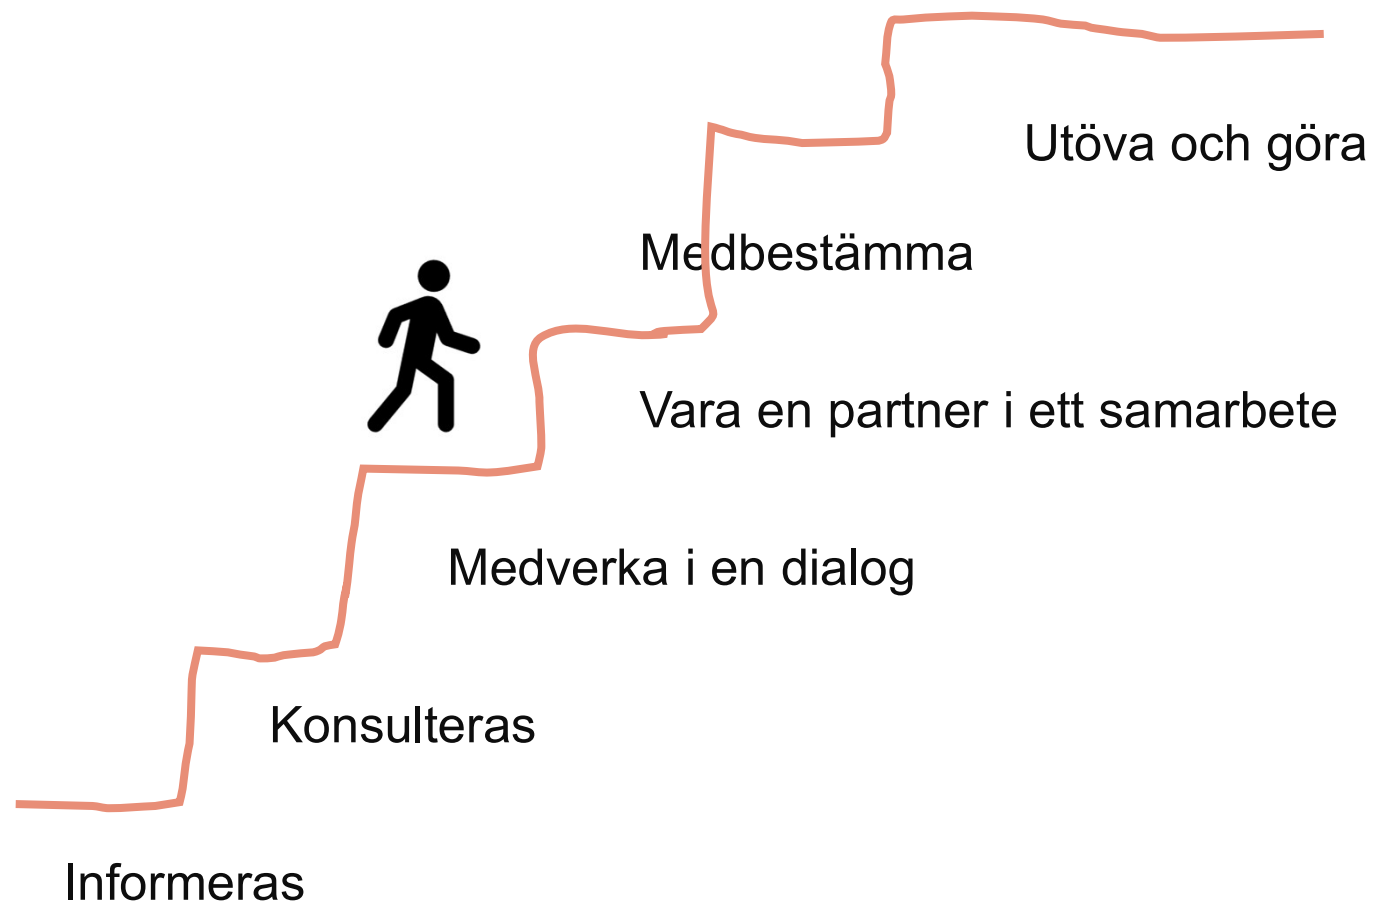 Utöva och göra
Medbestämma
Vara en partner i ett samarbete
Medverka i en dialog
Konsulteras
Informeras